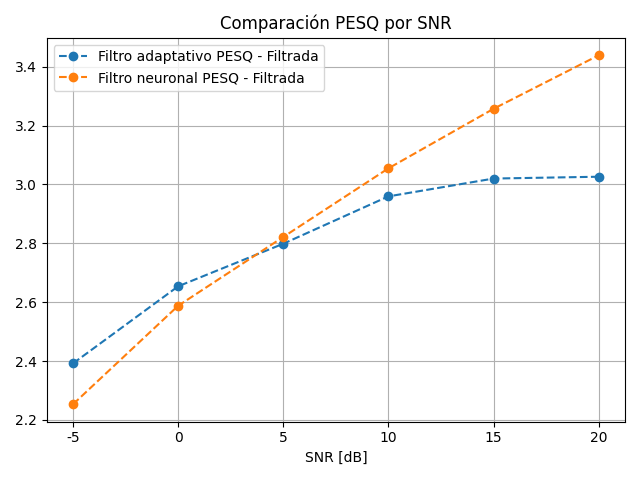 Comparación PESQ por SNR
Filtro adaptativo PESQ - Filtrada
Filtro neuronal PESQ - Filtrada
3.4
3.2
3.0
2.8
2.6
2.4
2.2
-5 0 5 10 15 20
SNR [dB]